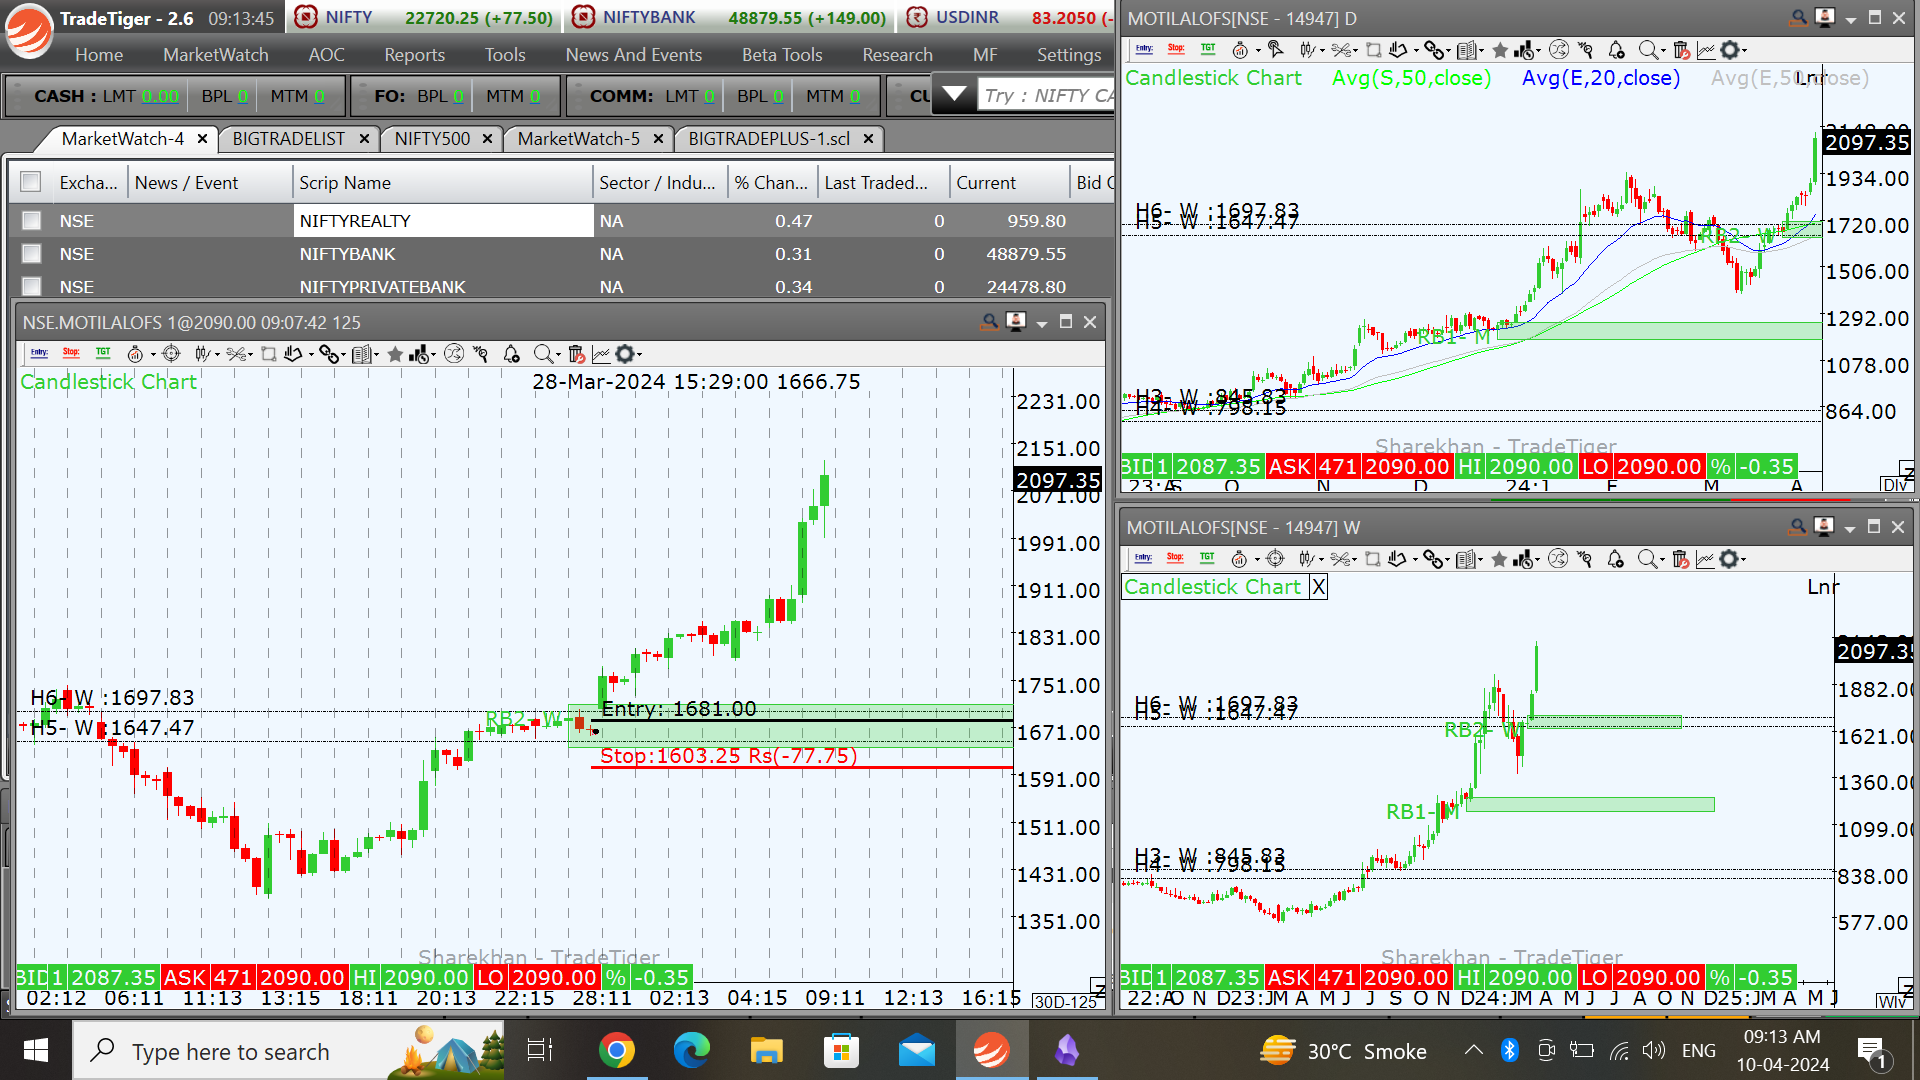 TradeTiger - 2.6 09:13:45
NIFTY 22720.25 (+77.50)
NIFTYBANK 48879.55 (+149.00)
USDINR 83.2050 (-
Home MarketWatch AOC Reports Tools News And Events Beta Tools Research MF Settings
CASH : LMT 0.00 BPL 0 MTM 0
FO: BPL 0 MTM 0
COMM: LMT 0 BPL 0 MTM 0
Try : NIFTY CA
MarketWatch-4 BIGTRADELIST NIFTY500 MarketWatch-5 BIGTRADEPLUS-1.scl
Excha... News / Event Scrip Name Sector / Indu... % Chan... Last Traded... Current Bid
NSE NIFTYREALTY NA 0.47 0 959.80
NSE NIFTYBANK NA 0.31 0 48879.55
NSE NIFTYPRIVATEBANK NA 0.34 0 24478.80
NSE.MOTILALOFS 1@2090.00 09:07:42 125
Entry: Stop: TGT
Candlestick Chart
28-Mar-2024 15:29:00 1666.75
2231.00
2151.00
2097.35
2071.00
1991.00
1911.00
1831.00
1751.00
1671.00
1591.00
1511.00
1431.00
1351.00
H6- W :1697.83
H5- W :1647.47
RB2- W
Entry: 1681.00
Stop:1603.25 Rs(-77.75)
Sharekhan - TradeTiger
BID 1 2087.35 ASK 471 2090.00 HI 2090.00 LO 2090.00 % -0.35
02:12 06:11 11:13 13:15 18:11 20:13 22:15 28:11 02:13 04:15 09:11 12:13 16:15
30D-125
MOTILALOFS[NSE - 14947] D
Entry: Stop: TGT
Candlestick Chart Avg(S,50,close) Avg(E,20,close) Avg(E,50,close)
Lnr
2097.35
1934.00
1720.00
1506.00
1292.00
1078.00
864.00
H6- W :1697.83
H5- W :1647.47
RB2- W
RB1- M
H3- W :845.83
H4- W :798.15
Sharekhan - TradeTiger
BID 1 2087.35 ASK 471 2090.00 HI 2090.00 LO 2090.00 % -0.35
23:A S O N D 24:J F M A
MOTILALOFS[NSE - 14947] W
Entry: Stop: TGT
Candlestick Chart X
Lnr
2097.35
1882.00
1621.00
1360.00
1099.00
838.00
577.00
H6- W :1697.83
H5- W :1647.47
RB2- W
RB1- M
H3- W :845.83
H4- W :798.15
Sharekhan - TradeTiger
BID 1 2087.35 ASK 471 2090.00 HI 2090.00 LO 2090.00 % -0.35
22:A O N D 23:J M A M J J S O N D 24:J M A M J J A O N D 25:J M A M J
Type here to search
30°C Smoke
ENG
09:13 AM
10-04-2024
1